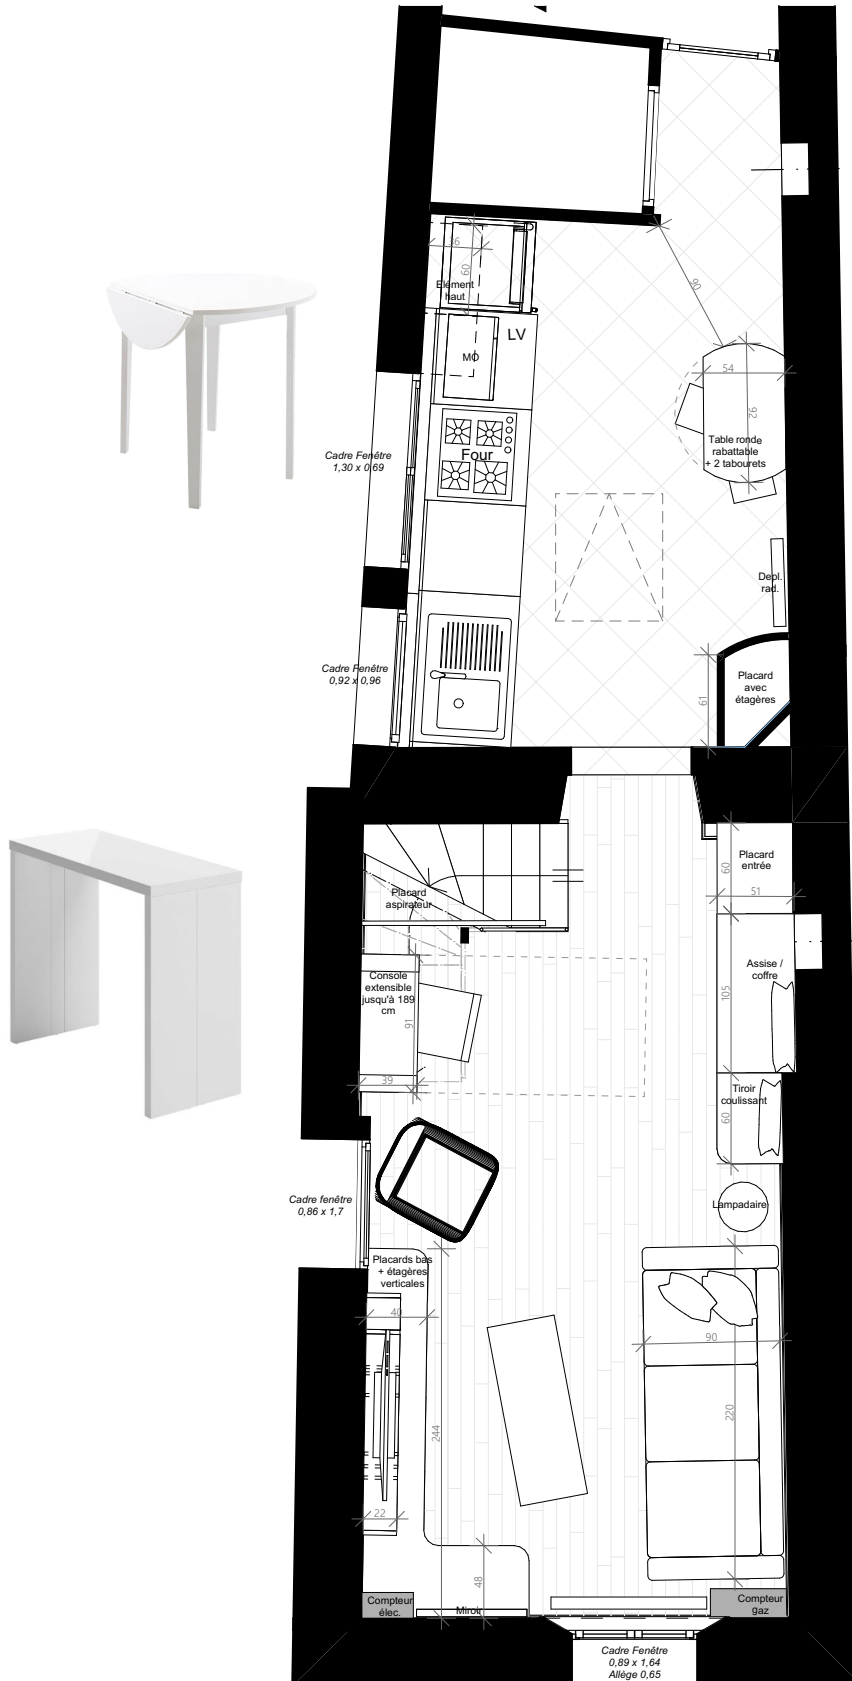 36
60
Elément
haut
LV
MO
90
54
92
Table ronde
rabattable
+ 2 tabourets
Cadre Fenêtre
1,30 x 0 69
Four
Depl.
rad.
Cadre Fenêtre
0,92 x 0,96
Placard
avec
étagères
61
Placard
entrée
60
51
Placard
aspirateur
Assise /
coffre
105
Console
extensible
jusqu'à 189
cm
91
39
Tiroir
coulissant
60
Cadre fenêtre
0,86 x 1,7
Lampadaire
Placards bas
+ étagères
verticales
40
90
220
244
22
48
Compteur
élec.
Miroir
Compteur
gaz
Cadre Fenêtre
0,89 x 1,64
Allège 0,65